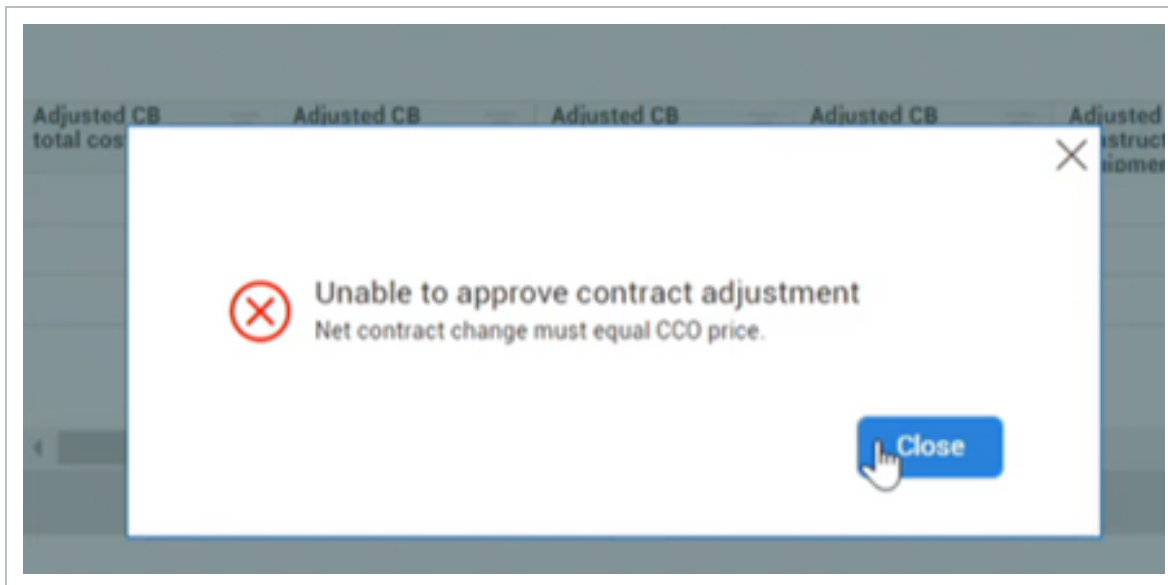 Adjusted CB Adjusted CB Adjusted CB Adjusted CB Adjusted
total cos
Unable to approve contract adjustment
Net contract change must equal CCO price.
Close